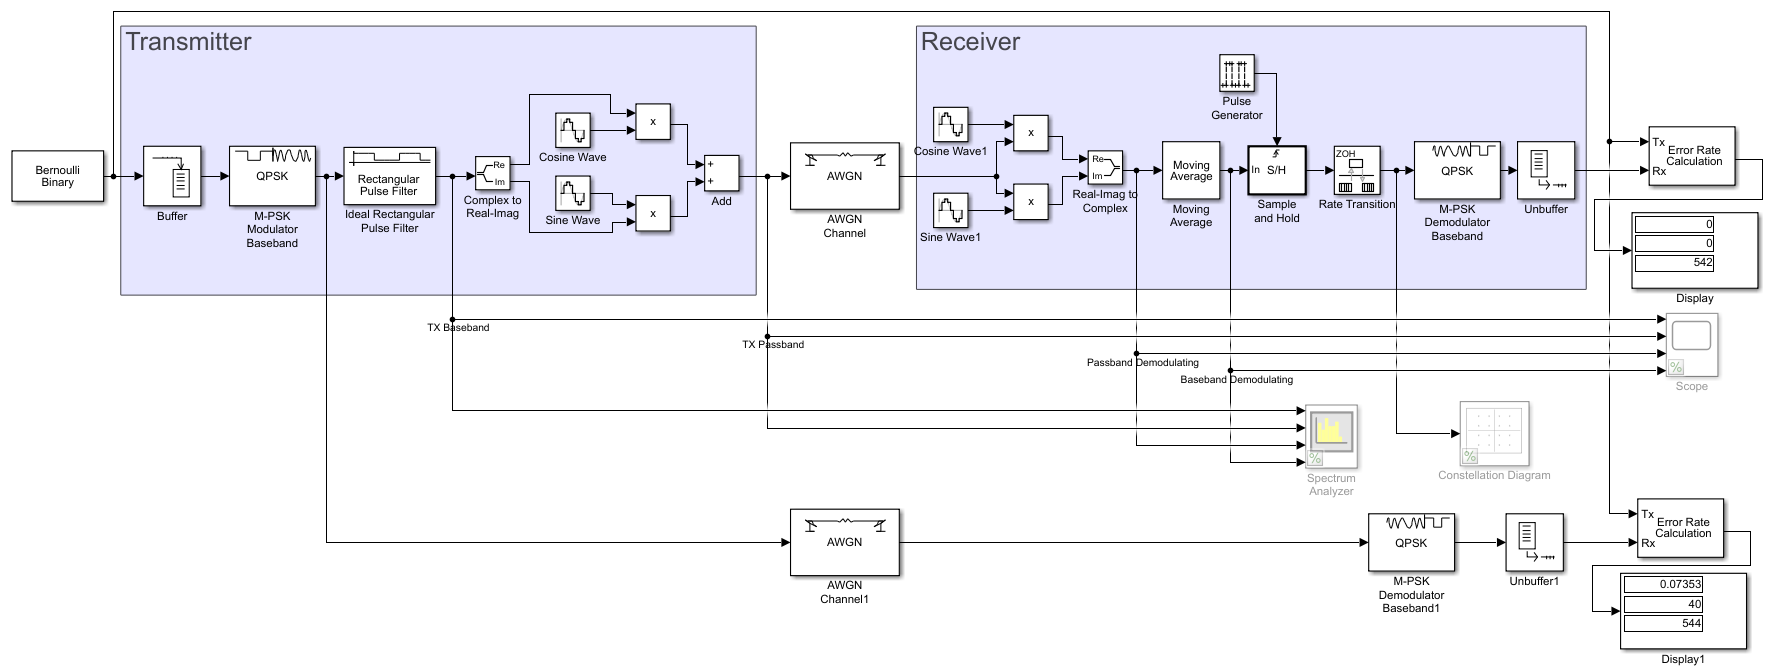 Transmitter
Bernoulli
Binary
Buffer
QPSK
M-PSK
Modulator
Baseband
Rectangular
Pulse Filter
Ideal Rectangular
Pulse Filter
Re
Im
Complex to
Real-Imag
Cosine Wave
Sine Wave
x
x
+
+
Add
AWGN
AWGN
Channel
Receiver
Cosine Wave1
Sine Wave1
x
x
Re
Im
Real-Imag to
Complex
Moving
Average
Moving
Average
Pulse
Generator
In
S/H
Sample
and Hold
ZOH
Rate Transition
QPSK
M-PSK
Demodulator
Baseband
Unbuffer
Tx
Rx
Error Rate
Calculation
0
0
542
Display
TX Baseband
TX Passband
Passband Demodulating
Baseband Demodulating
%
Scope
%
Spectrum
Analyzer
%
Constellation Diagram
AWGN
AWGN
Channel1
QPSK
M-PSK
Demodulator
Baseband1
Unbuffer1
Tx
Rx
Error Rate
Calculation
0.07353
40
544
Display1